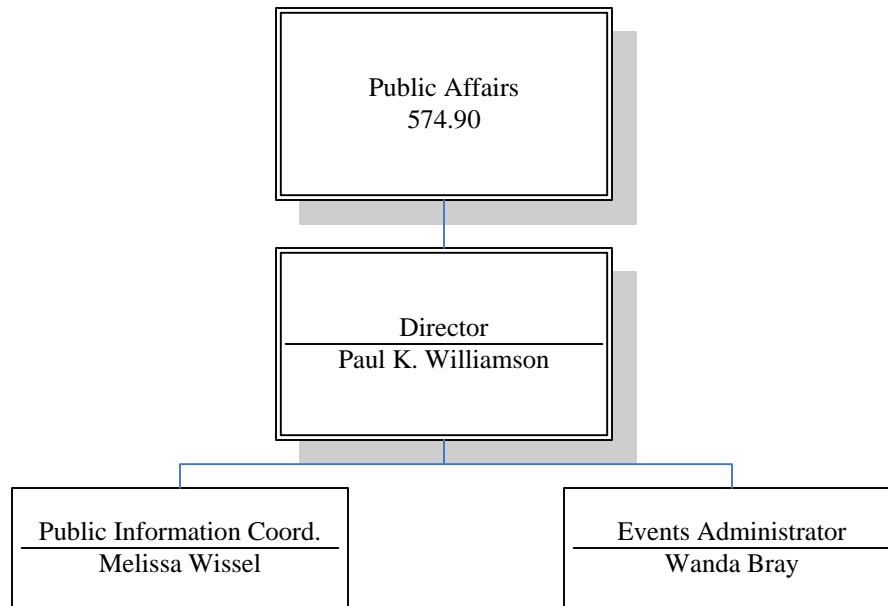 Public Affairs
574.90
Director
Paul K. Williamson
Public Information Coord.
Melissa Wissel
Events Administrator
Wanda Bray